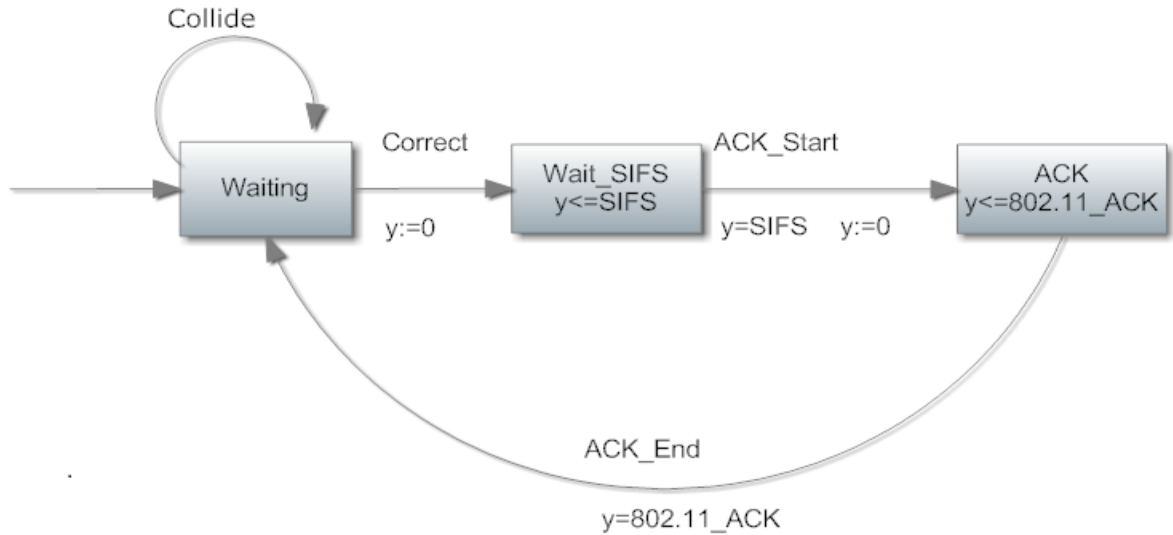 Collide
Correct
ACK_Start
Waiting
Wait_SIFS
y<=SIFS
ACK
y<=802.11_ACK
y:=0
y=SIFS y:=0
ACK_End
.
y=802.11_ACK